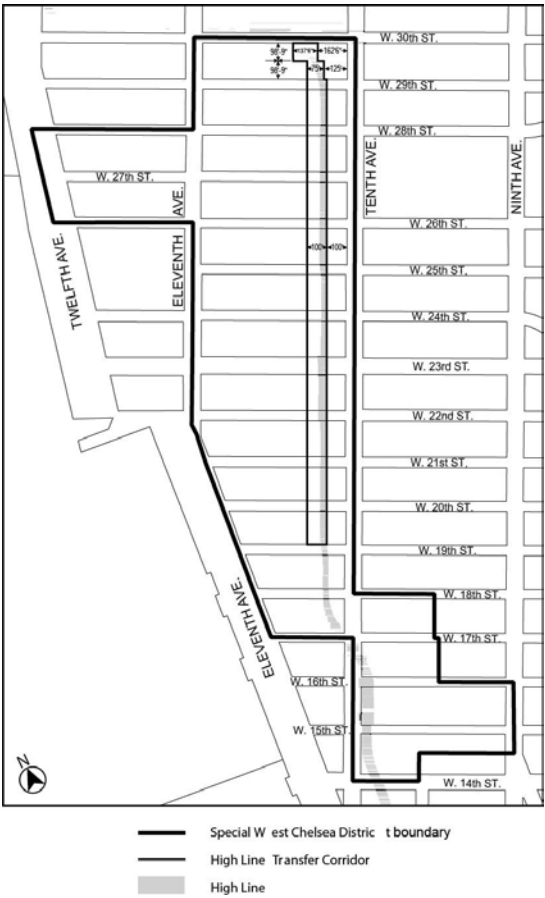 W. 30th ST.
98'-9"
137'6"
162'6"
98'-9"
75'
125'
W. 29th ST.
W. 28th ST.
W. 27th ST.
AVE.
TENTH AVE.
NINTH AVE.
W. 26th ST.
TWELFTH AVE.
ELEVENTH
100'
100'
W. 25th ST.
W. 24th ST.
W. 23rd ST.
W. 22nd ST.
W. 21st ST.
W. 20th ST.
W. 19th ST.
ELEVENTH AVE.
W. 18th ST.
W. 17th ST.
W. 16th ST.
W. 15th ST.
N
W. 14th ST.
Special W est Chelsea Distric t boundary
High Line Transfer Corridor
High Line